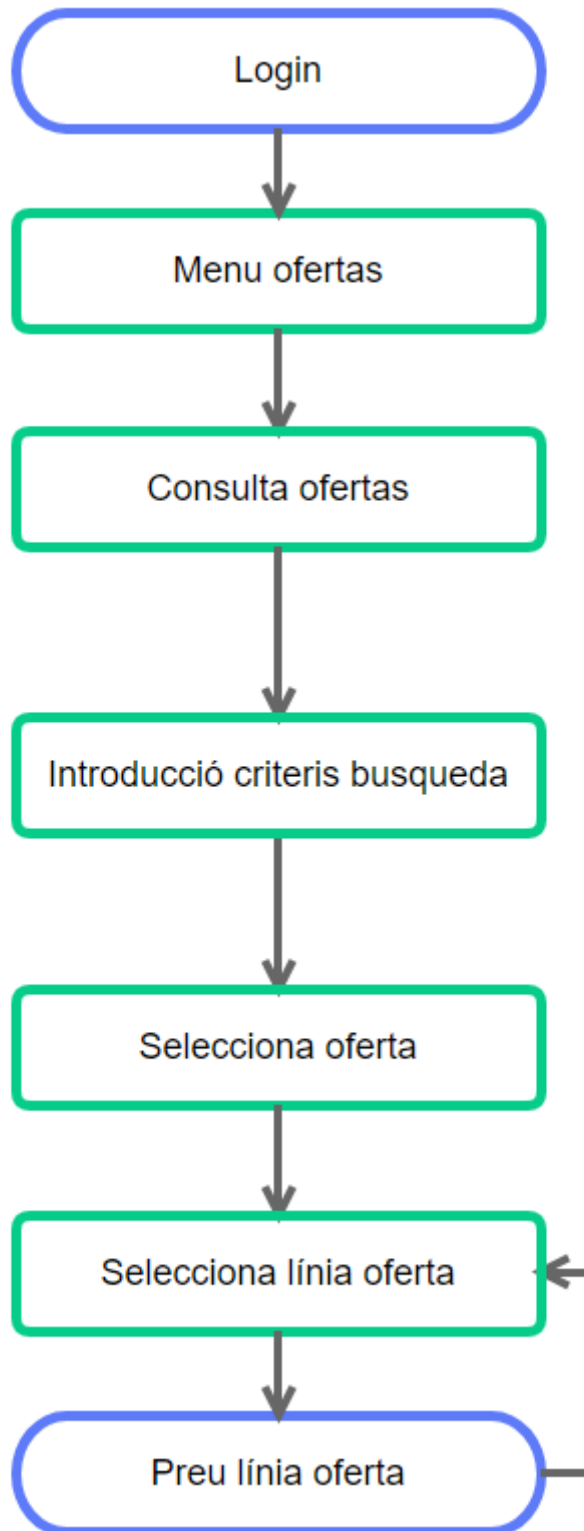 Login
Menu ofertas
Consulta ofertas
Introducció criteris busqueda
Selecciona oferta
Selecciona línia oferta
Preu línia oferta